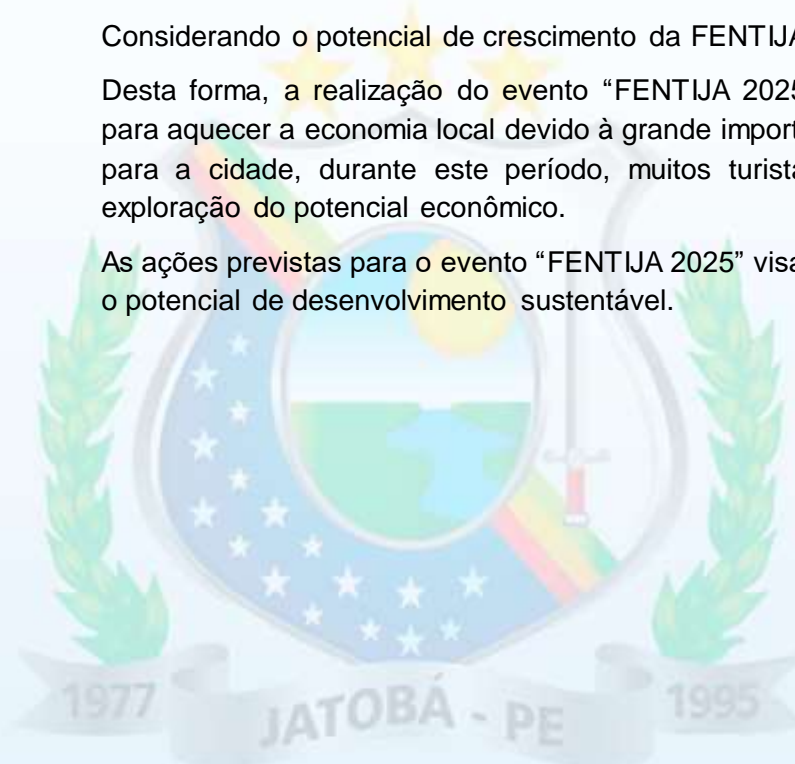 Considerando o potencial de crescimento da FENTIJA
Desta forma, a realização do evento “FENTIJA 2025
para aquecer a economia local devido à grande import
para a cidade, durante este período, muitos turista
exploração do potencial econômico.
As ações previstas para o evento “FENTIJA 2025” visa
o potencial de desenvolvimento sustentável.
1977
JATOBÁ - PE
1995